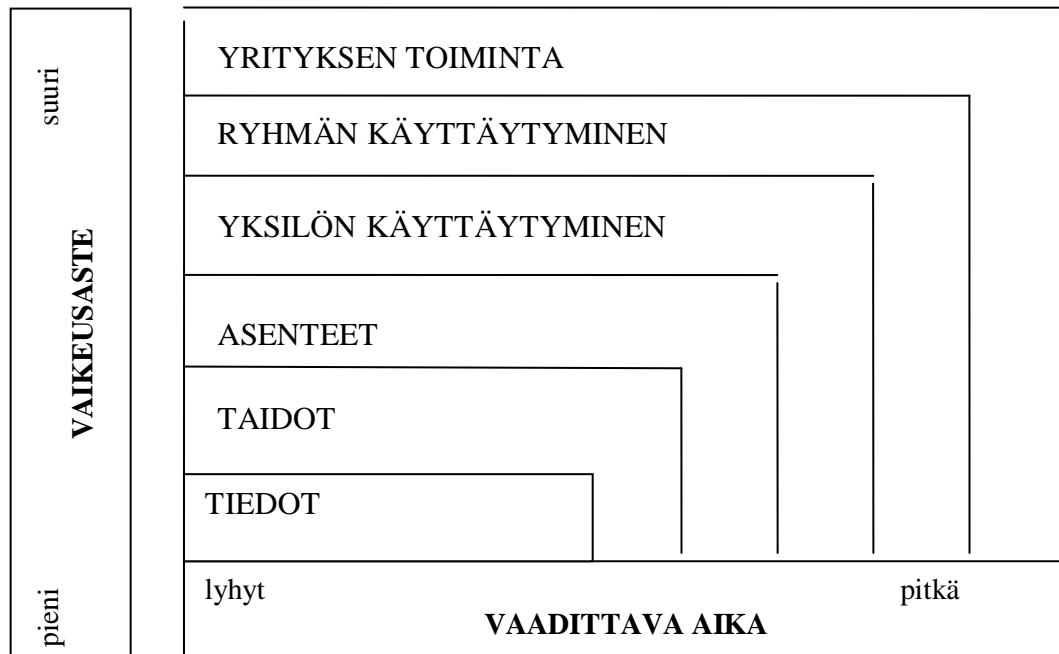 suuri
VAIKEUSASTE
pieni
YRITYKSEN TOIMINTA
RYHMÄN KÄYTTÄYTYMINEN
YKSILÖN KÄYTTÄYTYMINEN
ASENTEET
TAIDOT
TIEDOT
lyhyt pitkä
VAADITTAVA AIKA